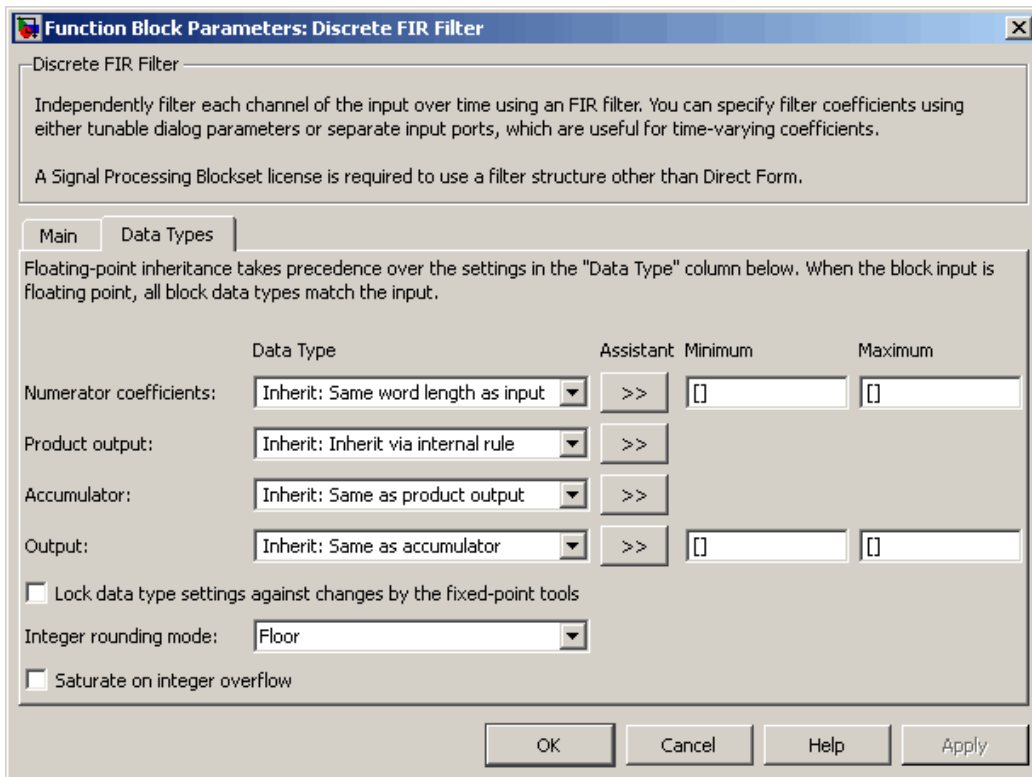 Function Block Parameters: Discrete FIR Filter
Discrete FIR Filter
Independently filter each channel of the input over time using an FIR filter. You can specify filter coefficients using
either tunable dialog parameters or separate input ports, which are useful for time-varying coefficients.
A Signal Processing Blockset license is required to use a filter structure other than Direct Form.
Main Data Types
Floating-point inheritance takes precedence over the settings in the "Data Type" column below. When the block input is
floating point, all block data types match the input.
Data Type Assistant Minimum Maximum
Numerator coefficients: Inherit: Same word length as input >> [] []
Product output: Inherit: Inherit via internal rule >>
Accumulator: Inherit: Same as product output >>
Output: Inherit: Same as accumulator >> [] []
Lock data type settings against changes by the fixed-point tools
Integer rounding mode: Floor
Saturate on integer overflow
OK Cancel Help Apply